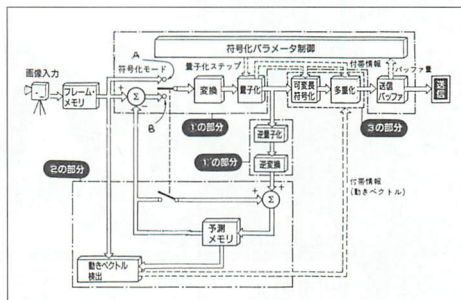 符号化パラメータ制御
A
画像入力
符号化モード
量子化ステップ
付帯情報
バッファ量
フレーム・
メモリ
Σ
変換
量子化
可変長
符号化
多重化
送信
バッファ
送信
B
①の部分
③の部分
逆量子化
①'の部分
逆変換
②の部分
付帯情報
(動きベクトル)
Σ
予測
メモリ
動きベクトル
検出